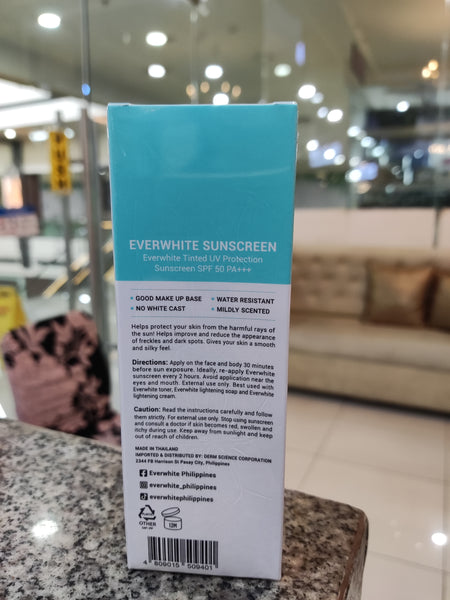 EVERWHITE SUNSCREEN
Everwhite Tinted UV Protection
Sunscreen SPF 50 PA+++
• GOOD MAKE UP BASE • WATER RESISTANT
• NO WHITE CAST • MILDLY SCENTED
Helps protect your skin from the harmful rays of
the sun! Helps improve and reduce the appearance
of freckles and dark spots. Gives your skin a smooth
and silky feel.
Directions: Apply on the face and body 30 minutes
before sun exposure. Ideally, re-apply Everwhite
sunscreen every 2 hours. Avoid application near the
eyes and mouth. External use only. Best used with
Everwhite toner, Everwhite lightening soap and Everwhite
lightening cream.
Caution: Read the instructions carefully and follow
them strictly. For external use only. Stop using sunscreen
and consult a doctor if skin becomes red, swollen and
itchy during use. Keep away from sunlight and keep
out of reach of children.
MADE IN THAILAND
IMPORTED & DISTRIBUTED BY: DERM SCIENCE CORPORATION
2344 FB Harrison St Pasay City, Philippines
Everwhite Philippines
everwhite_philippines
everwhitephilippines
OTHER
12M
4 809015 509401